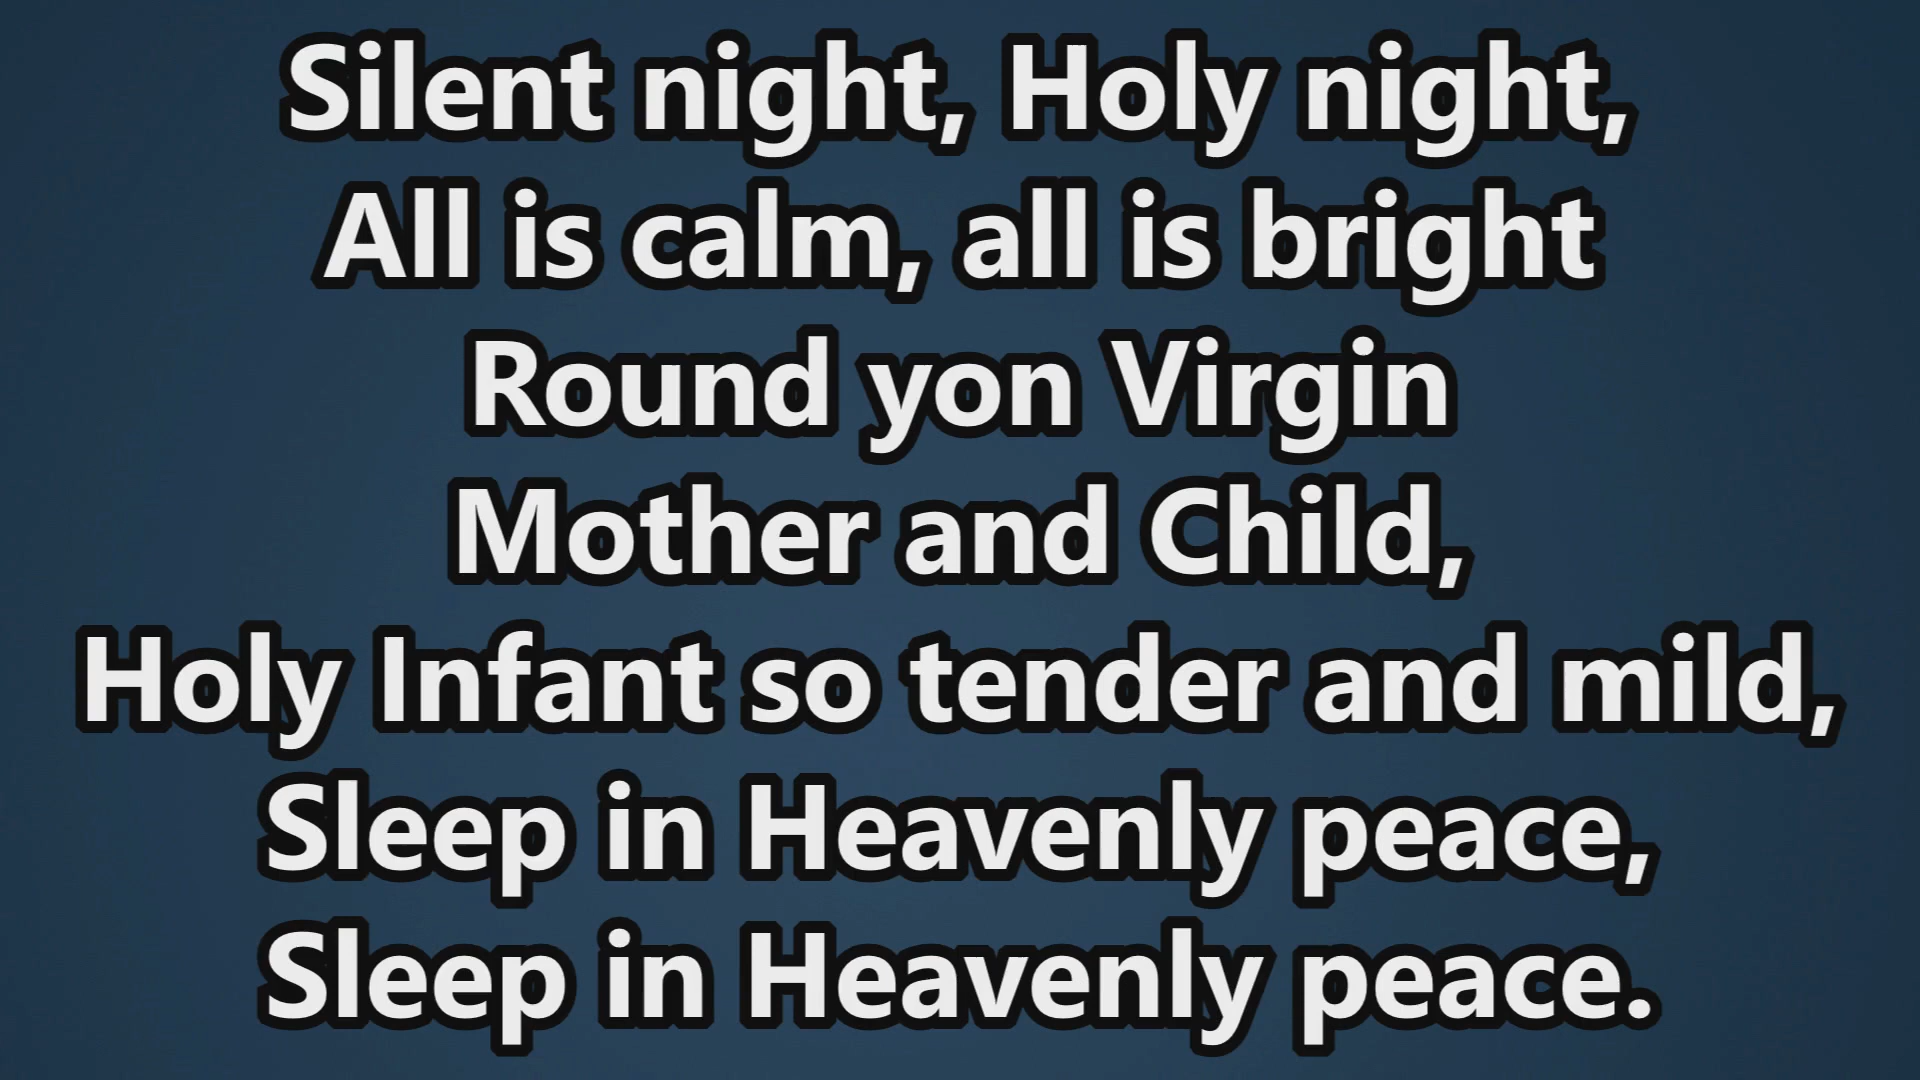 Silent night, Holy night,
All is calm, all is bright
Round yon Virgin
Mother and Child,
Holy Infant so tender and mild,
Sleep in Heavenly peace,
Sleep in Heavenly peace.